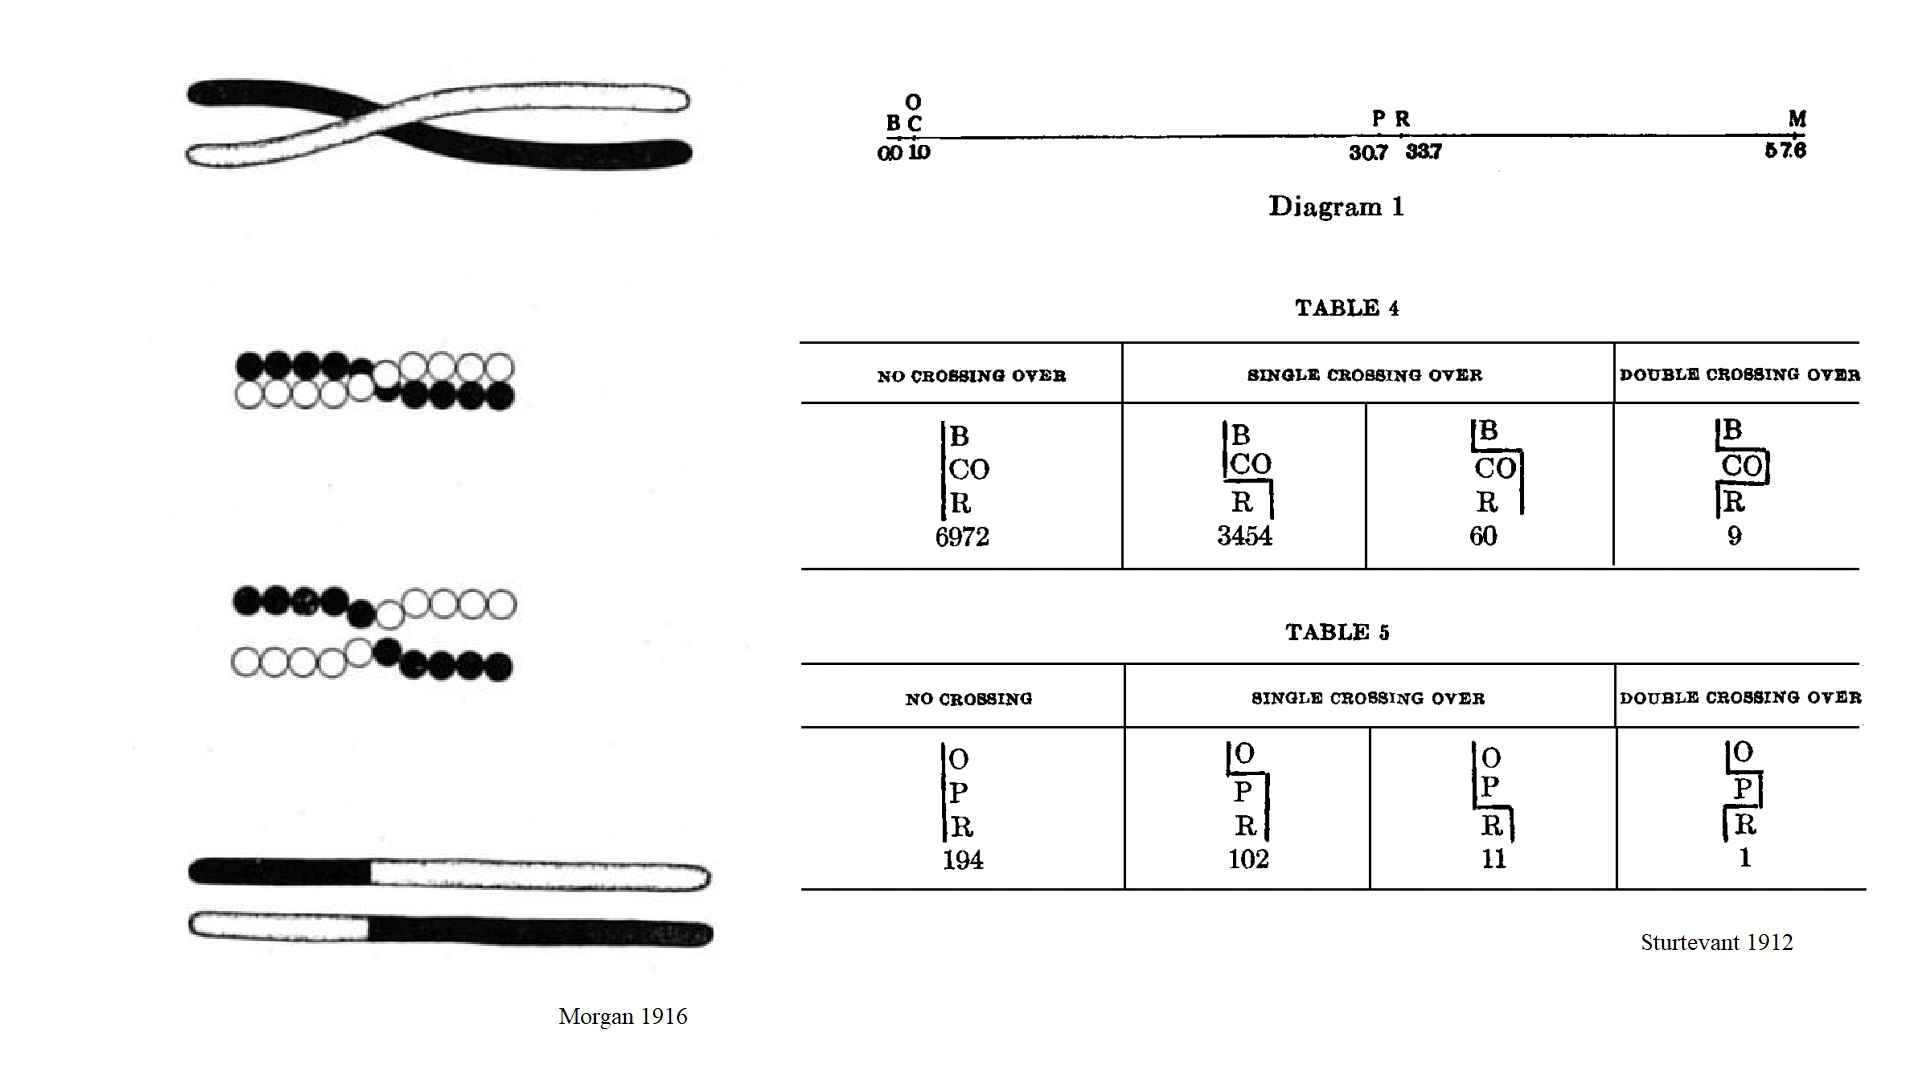 O
B C P R M
0.0 1.0 30.7 33.7 57.6
Diagram 1
TABLE 4
NO CROSSING OVER SINGLE CROSSING OVER DOUBLE CROSSING OVER
B B B B
CO CO CO CO
R R R R
6972 3454 60 9
TABLE 5
NO CROSSING SINGLE CROSSING OVER DOUBLE CROSSING OVER
O O O O
P P P P
R R R R
194 102 11 1
Sturtevant 1912
Morgan 1916